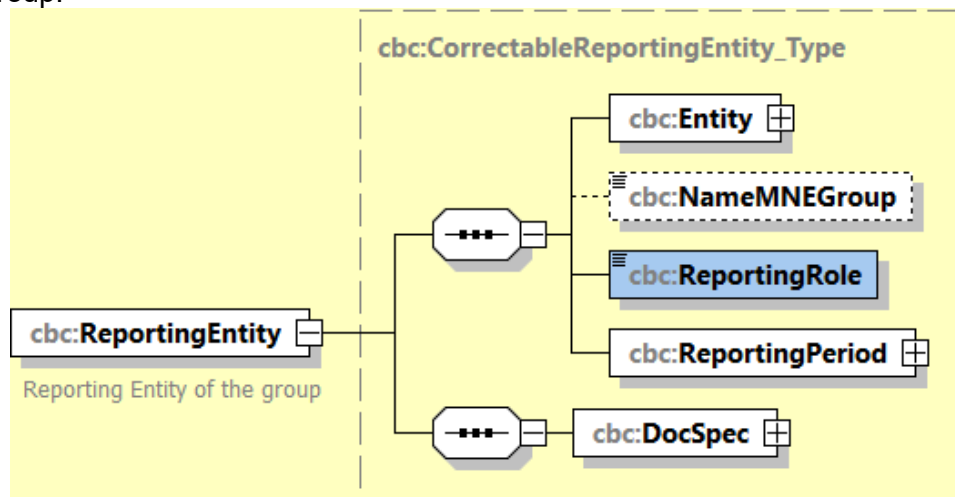 cbc:CorrectableReportingEntity_Type
cbc:Entity
cbc:NameMNEGroup
cbc:ReportingRole
cbc:ReportingEntity
cbc:ReportingPeriod
Reporting Entity of the group
cbc:DocSpec